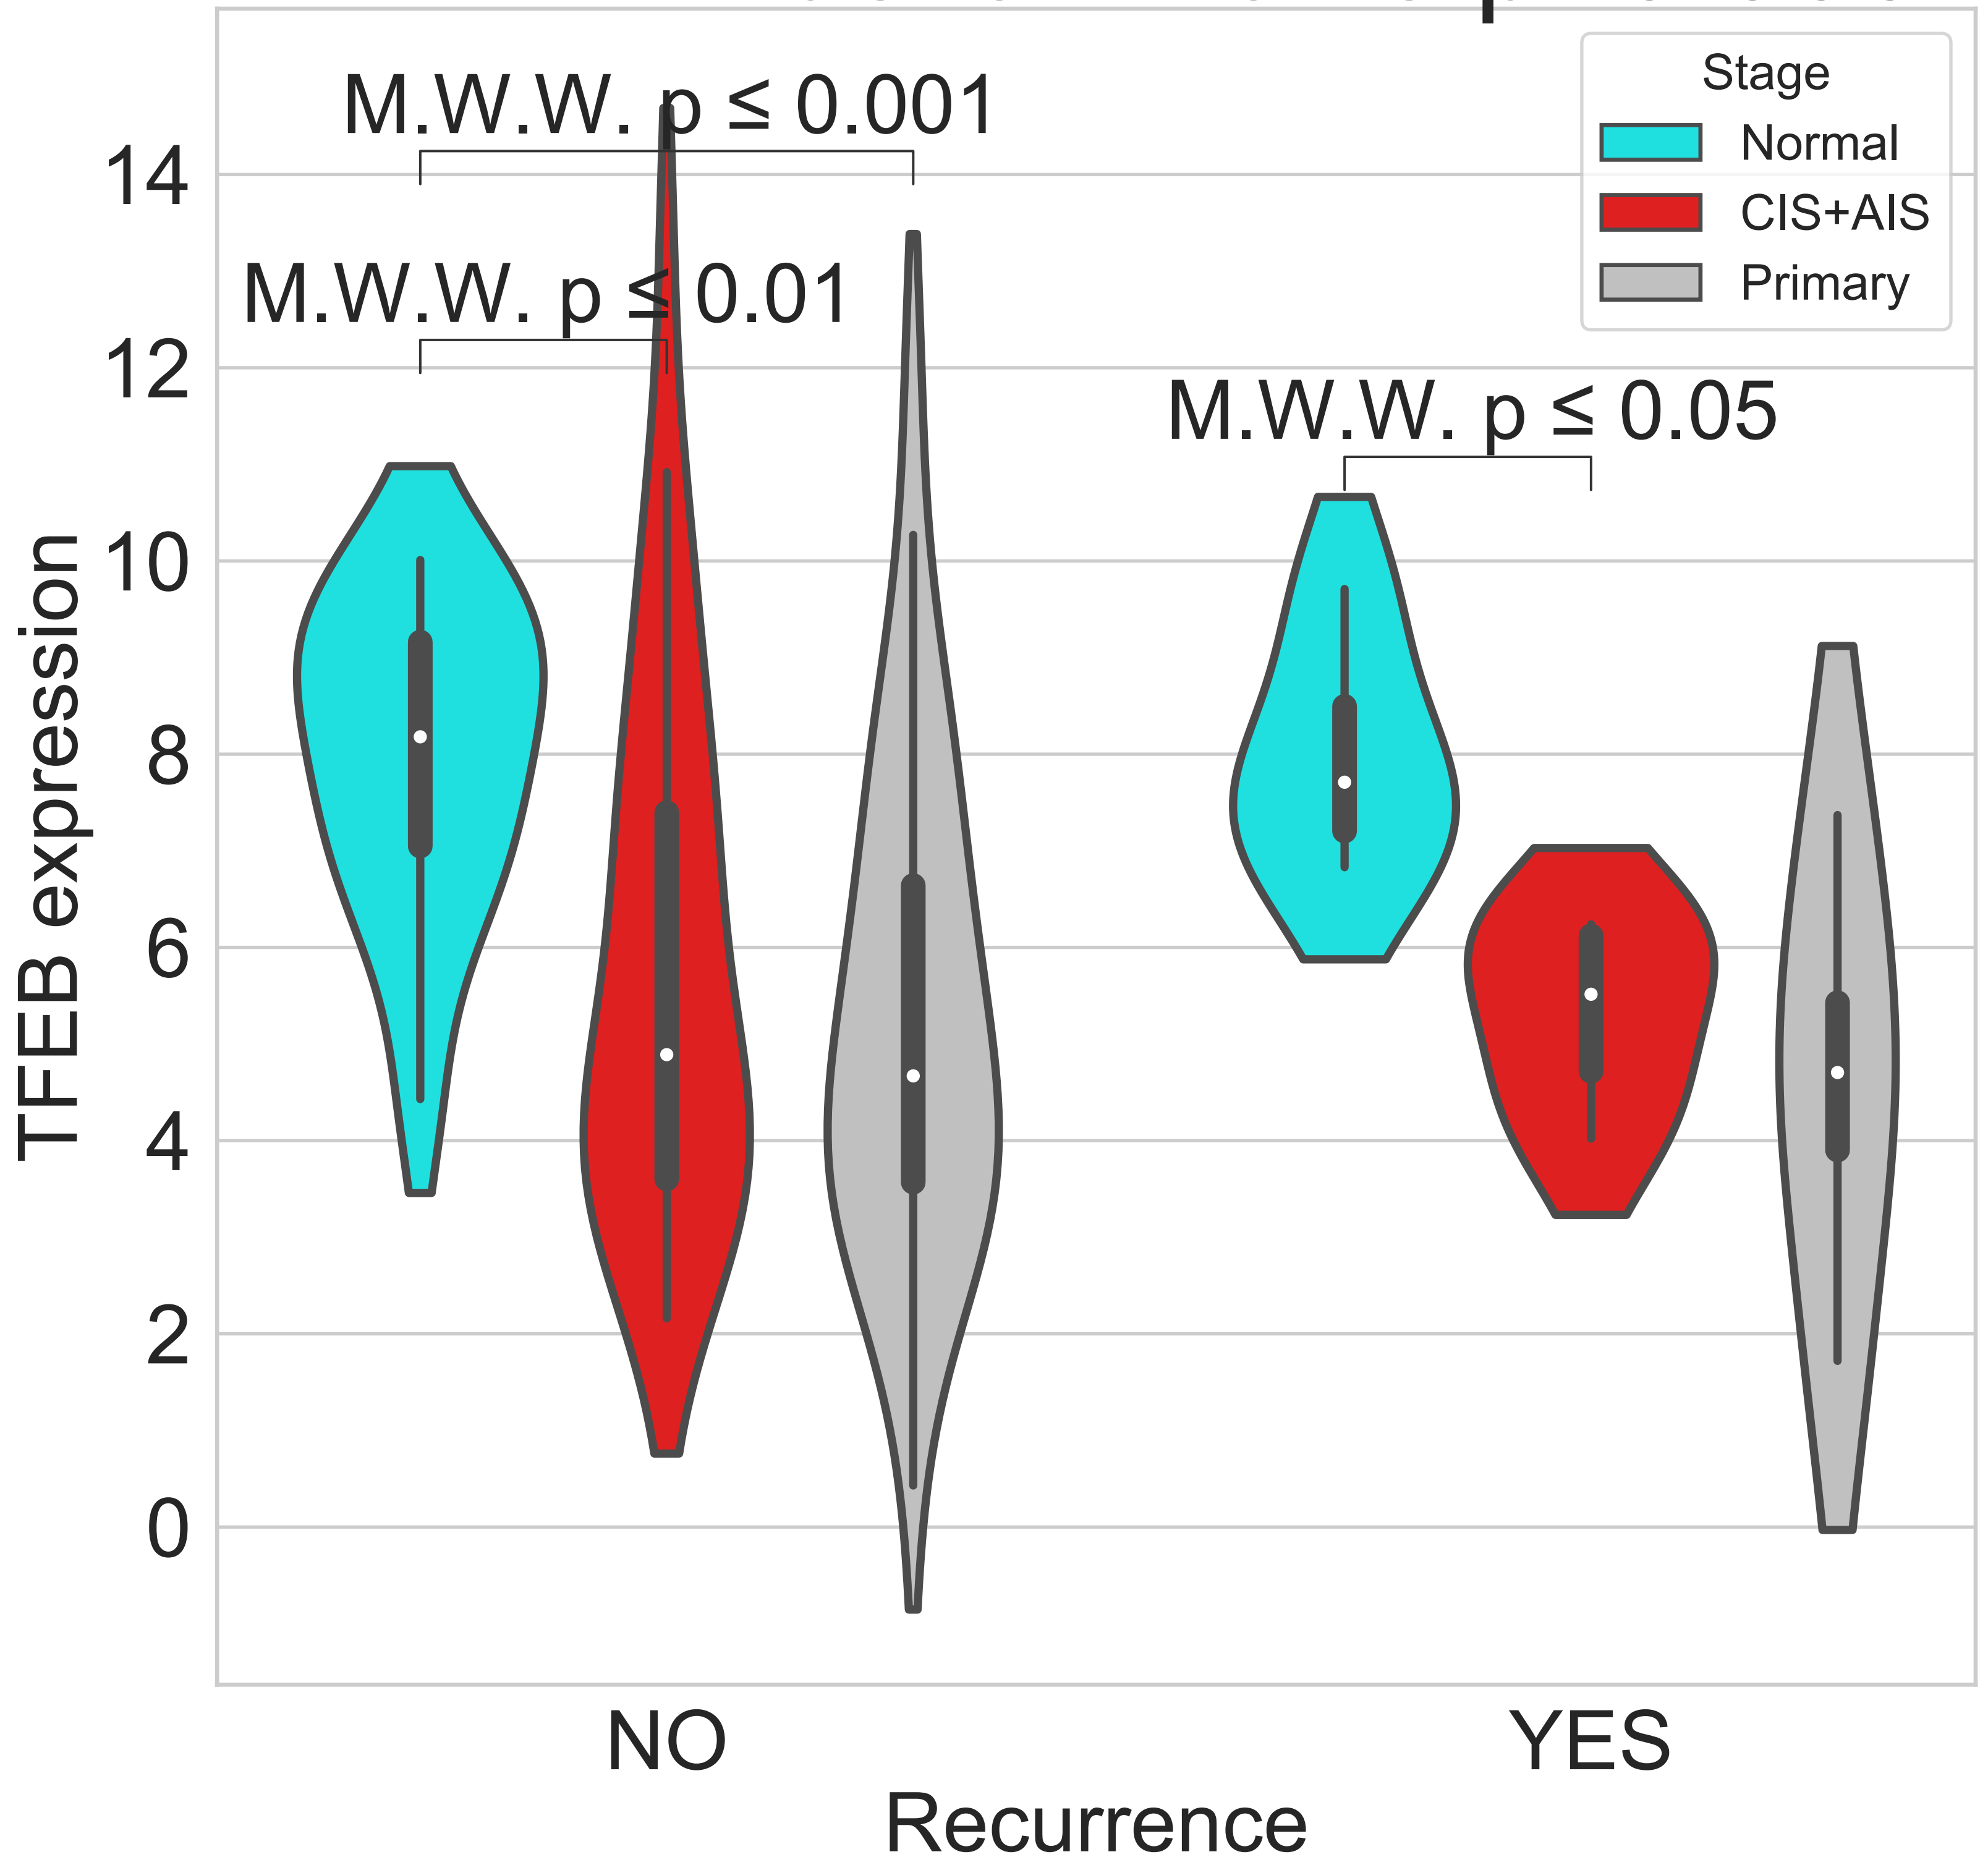 M.W.W. p ≤ 0.001
M.W.W. p ≤ 0.01
M.W.W. p ≤ 0.05
Stage
Normal
CIS+AIS
Primary
TFEB expression
14
12
10
8
6
4
2
0
NO
YES
Recurrence